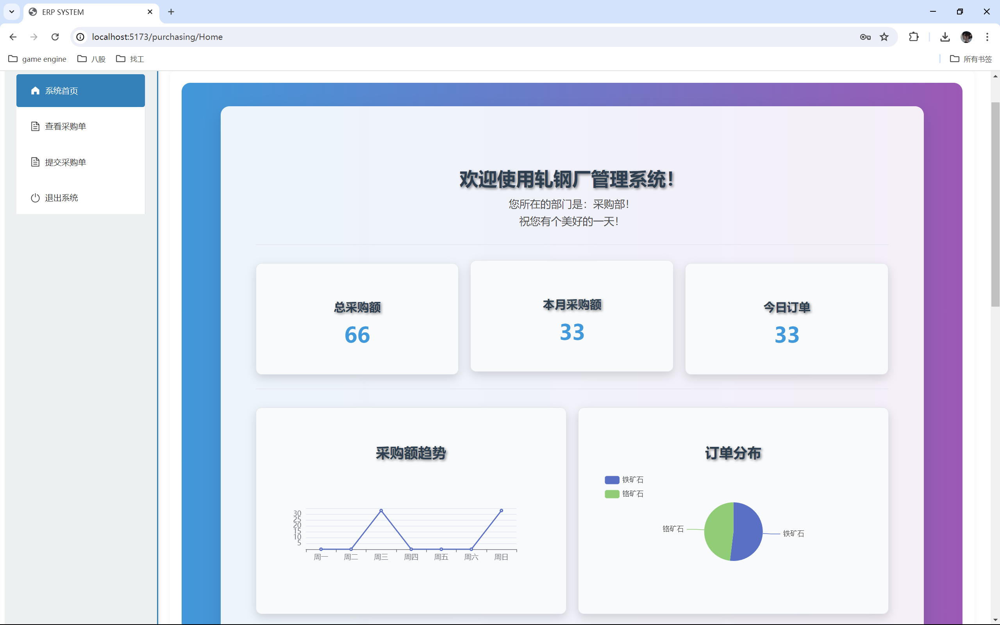 ERP SYSTEM
localhost:5173/purchasing/Home
game engine
八股
找工
所有书签
系统首页
查看采购单
提交采购单
退出系统
欢迎使用轧钢厂管理系统！
您所在的部门是：采购部！
祝您有个美好的一天！
总采购额
66
本月采购额
33
今日订单
33
采购额趋势
30
25
20
15
10
5
周一 周二 周三 周四 周五 周六 周日
订单分布
铁矿石
铬矿石
铬矿石
铁矿石